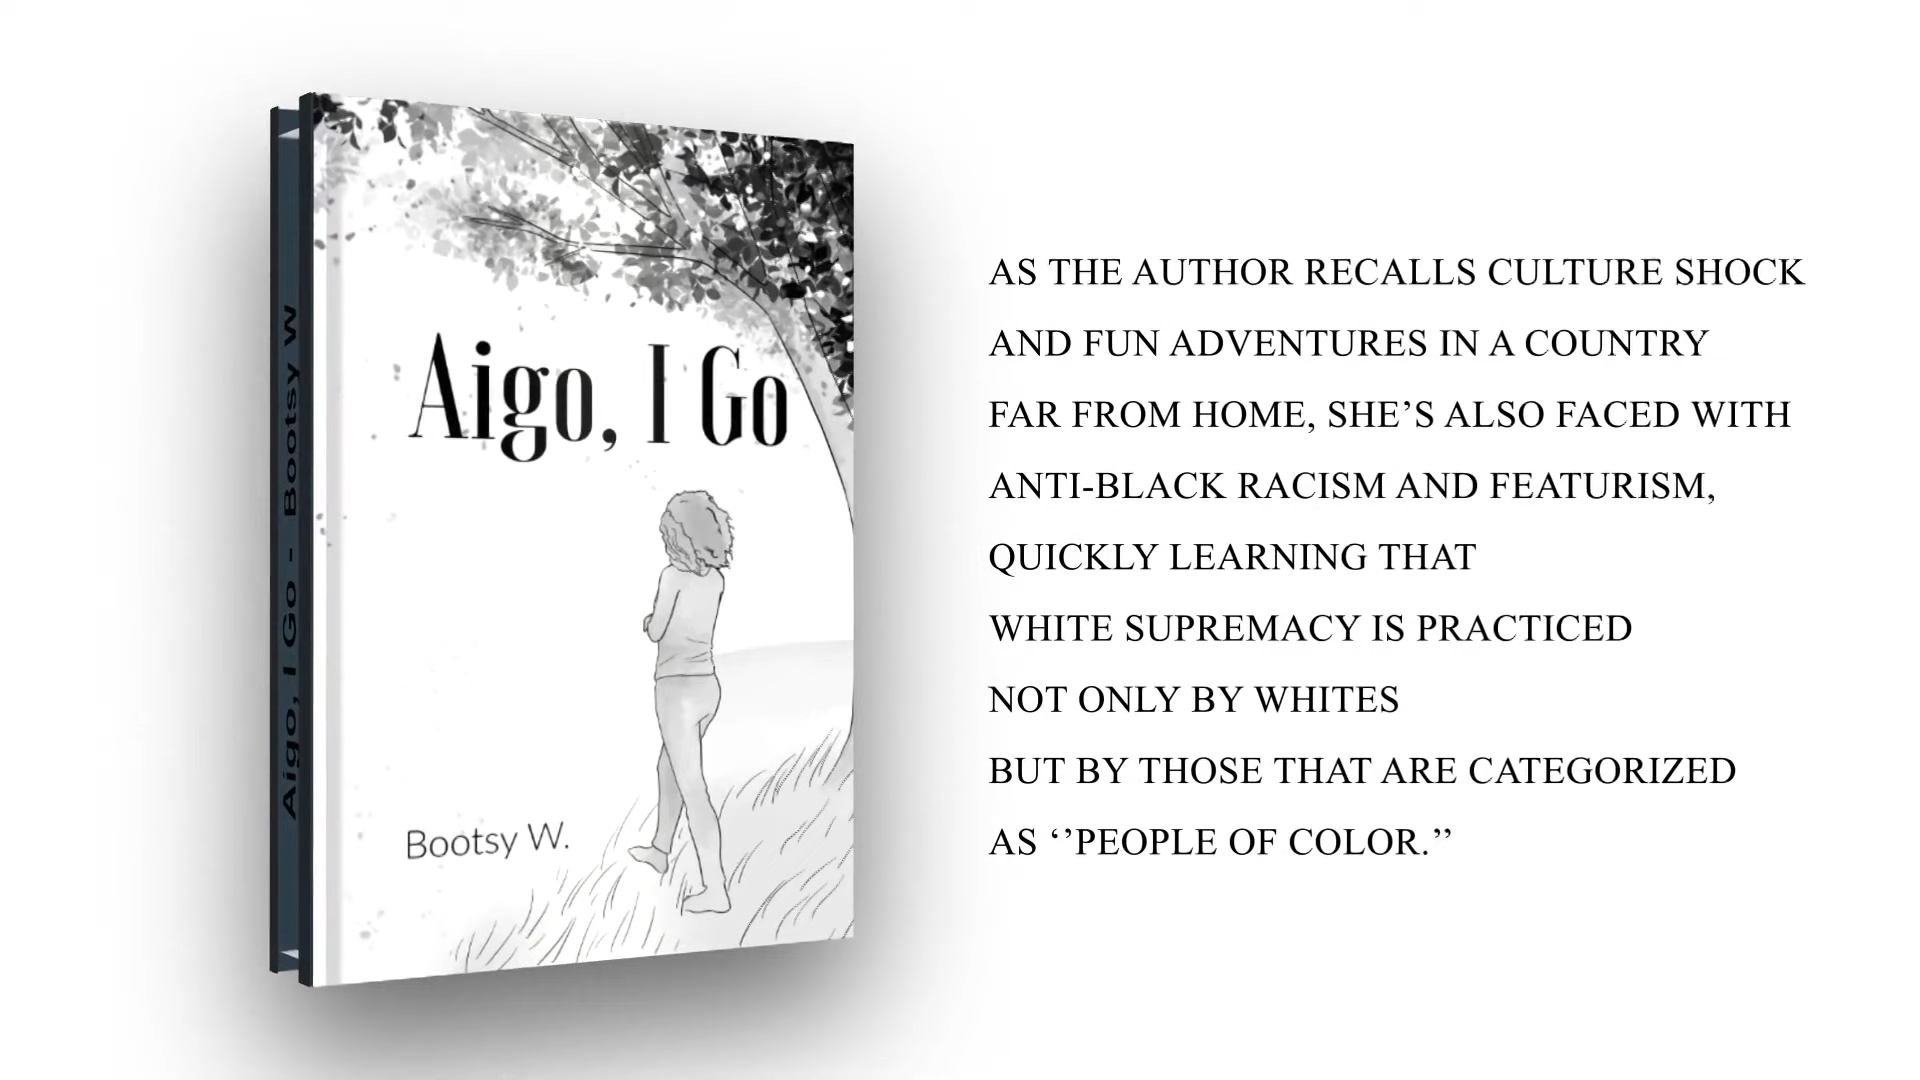 Aigo, I Go - Bootsy W
Aigo, I Go
Bootsy W.
AS THE AUTHOR RECALLS CULTURE SHOCK
AND FUN ADVENTURES IN A COUNTRY
FAR FROM HOME, SHE’S ALSO FACED WITH
ANTI-BLACK RACISM AND FEATURISM,
QUICKLY LEARNING THAT
WHITE SUPREMACY IS PRACTICED
NOT ONLY BY WHITES
BUT BY THOSE THAT ARE CATEGORIZED
AS ‘’PEOPLE OF COLOR.’’